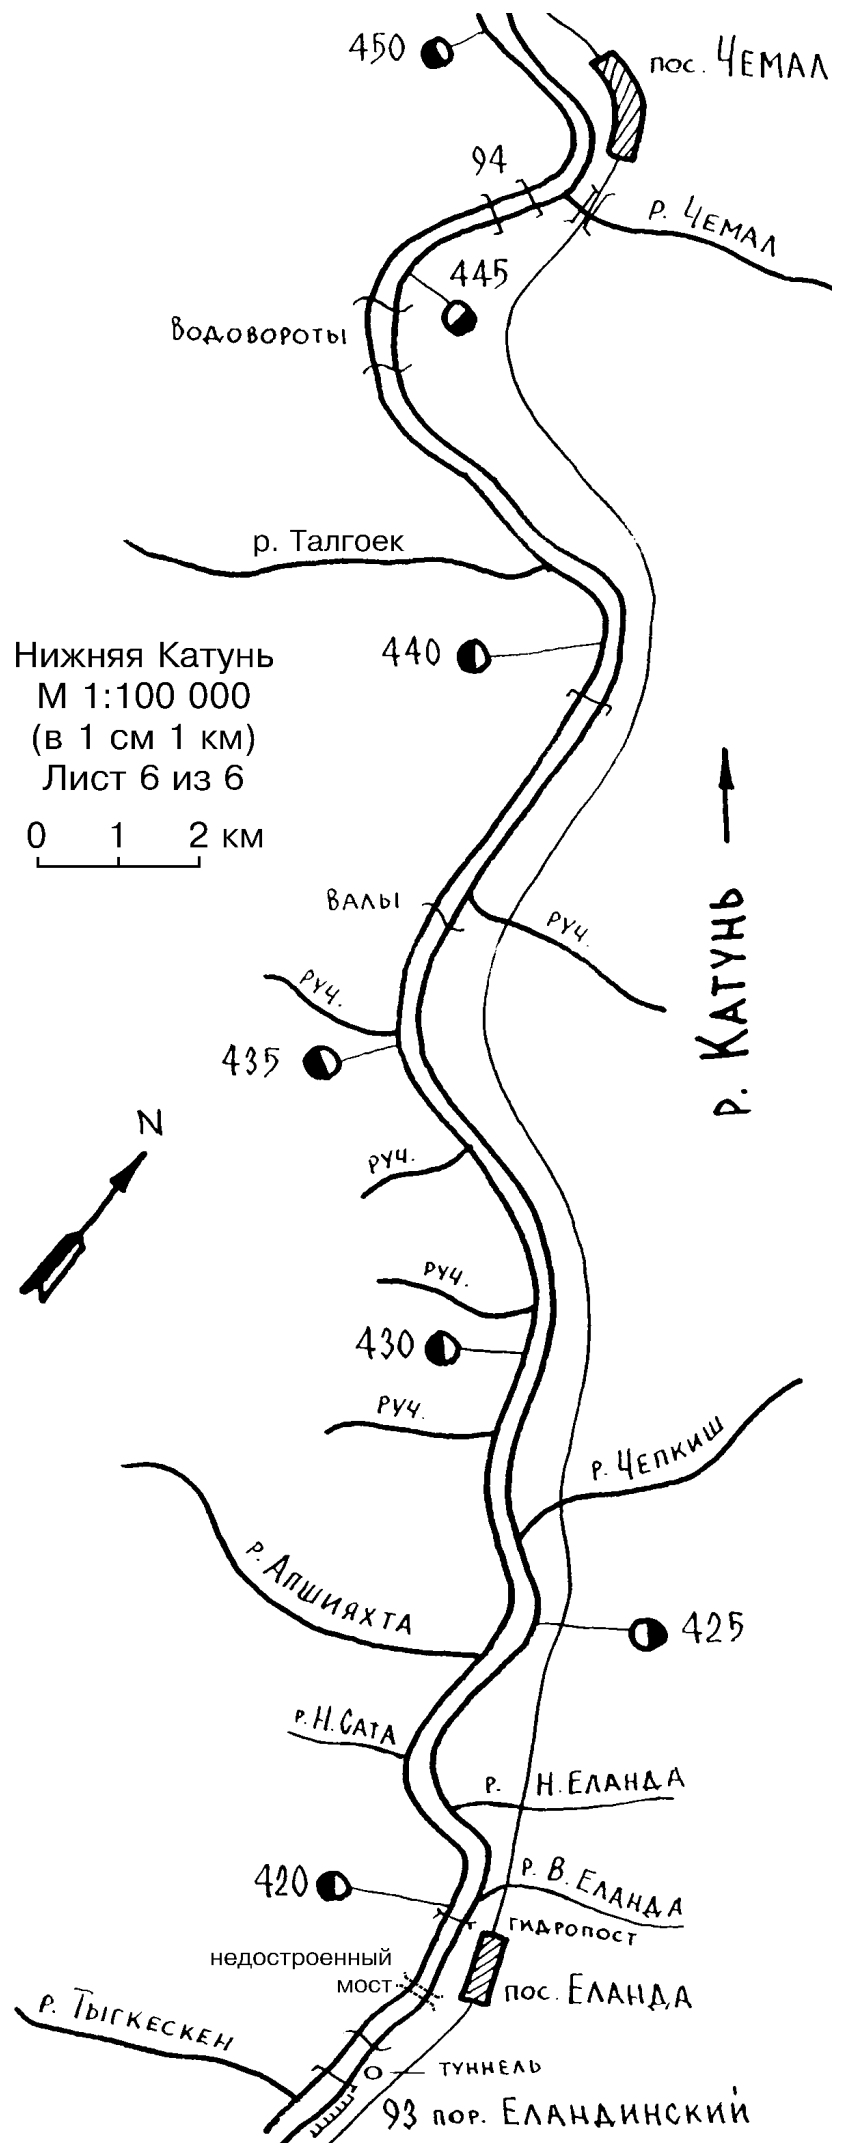 450
пос. ЧЕМАЛ
94
р. ЧЕМАЛ
445
ВОДОВОРОТЫ
р. Талгоек
440
Нижняя Катунь
М 1:100 000
(в 1 см 1 км)
Лист 6 из 6
0 1 2 км
ВАЛЫ
РУЧ.
р. КАТУНЬ
РУЧ.
435
N
РУЧ.
РУЧ.
430
РУЧ.
р. ЧЕПКИШ
р. АПШИЯХТА
425
р. Н. САТА
р. Н. ЕЛАНДА
420
р. В. ЕЛАНДА
ГИДРОПОСТ
недостроенный
мост
пос. ЕЛАНДА
р. ТЫГКЕСКЕН
ТУННЕЛЬ
93 пор. ЕЛАНДИНСКИЙ